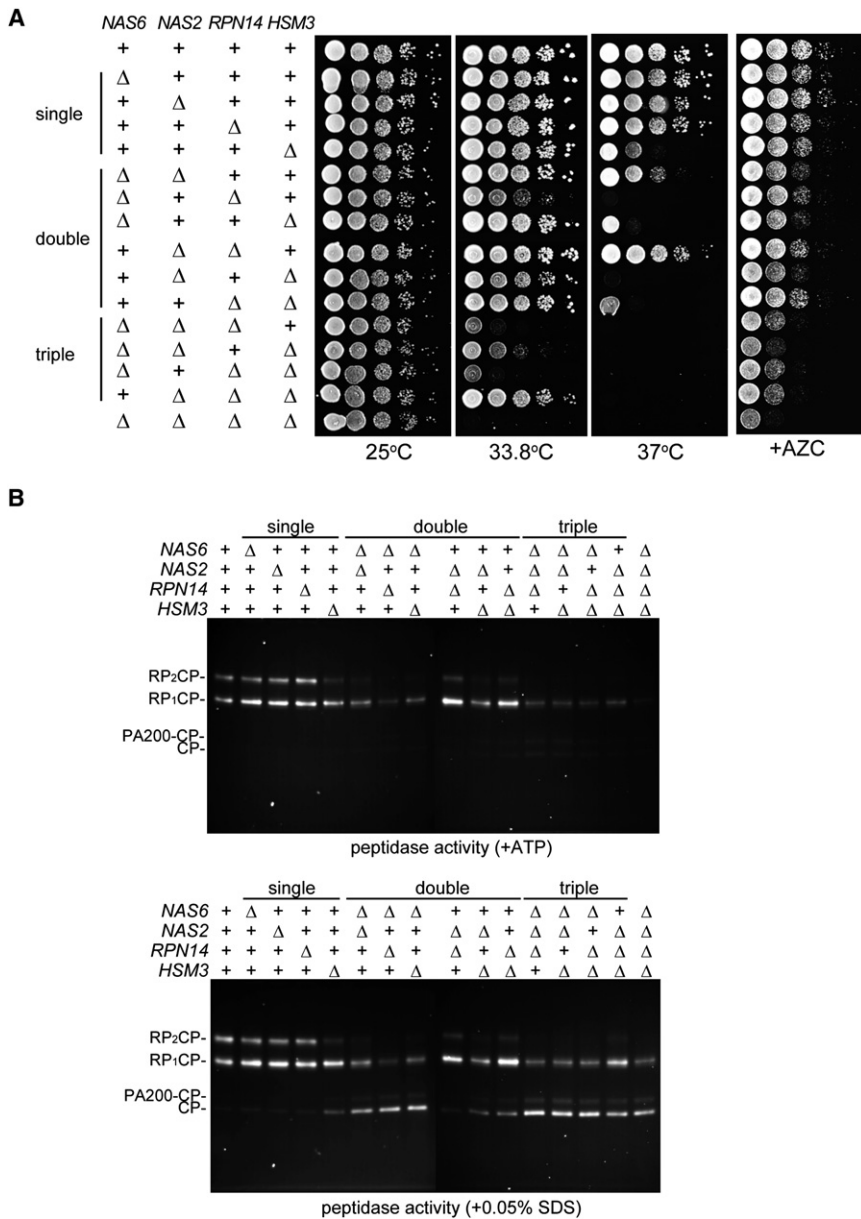 A
NAS6 NAS2 RPN14 HSM3
+ + + +
single
Δ + + +
+ Δ + +
+ + Δ +
+ + + Δ
double
Δ Δ + +
Δ + Δ +
Δ + + Δ
+ Δ Δ +
+ Δ + Δ
+ + Δ Δ
triple
Δ Δ Δ +
Δ Δ + Δ
Δ + Δ Δ
+ Δ Δ Δ
Δ Δ Δ Δ
25°C 33.8°C 37°C +AZC
B
single double triple
NAS6 + Δ + + + Δ Δ Δ + + + Δ Δ Δ + Δ
NAS2 + + Δ + + Δ + + Δ Δ + Δ Δ + Δ Δ
RPN14 + + + Δ + + Δ + Δ + Δ Δ + Δ Δ Δ
HSM3 + + + + Δ + + Δ + Δ Δ + Δ Δ Δ Δ
RP₂CP-
RP₁CP-
PA200-CP-
CP-
peptidase activity (+ATP)
single double triple
NAS6 + Δ + + + Δ Δ Δ + + + Δ Δ Δ + Δ
NAS2 + + Δ + + Δ + + Δ Δ + Δ Δ + Δ Δ
RPN14 + + + Δ + + Δ + Δ + Δ Δ + Δ Δ Δ
HSM3 + + + + Δ + + Δ + Δ Δ + Δ Δ Δ Δ
RP₂CP-
RP₁CP-
PA200-CP-
CP-
peptidase activity (+0.05% SDS)